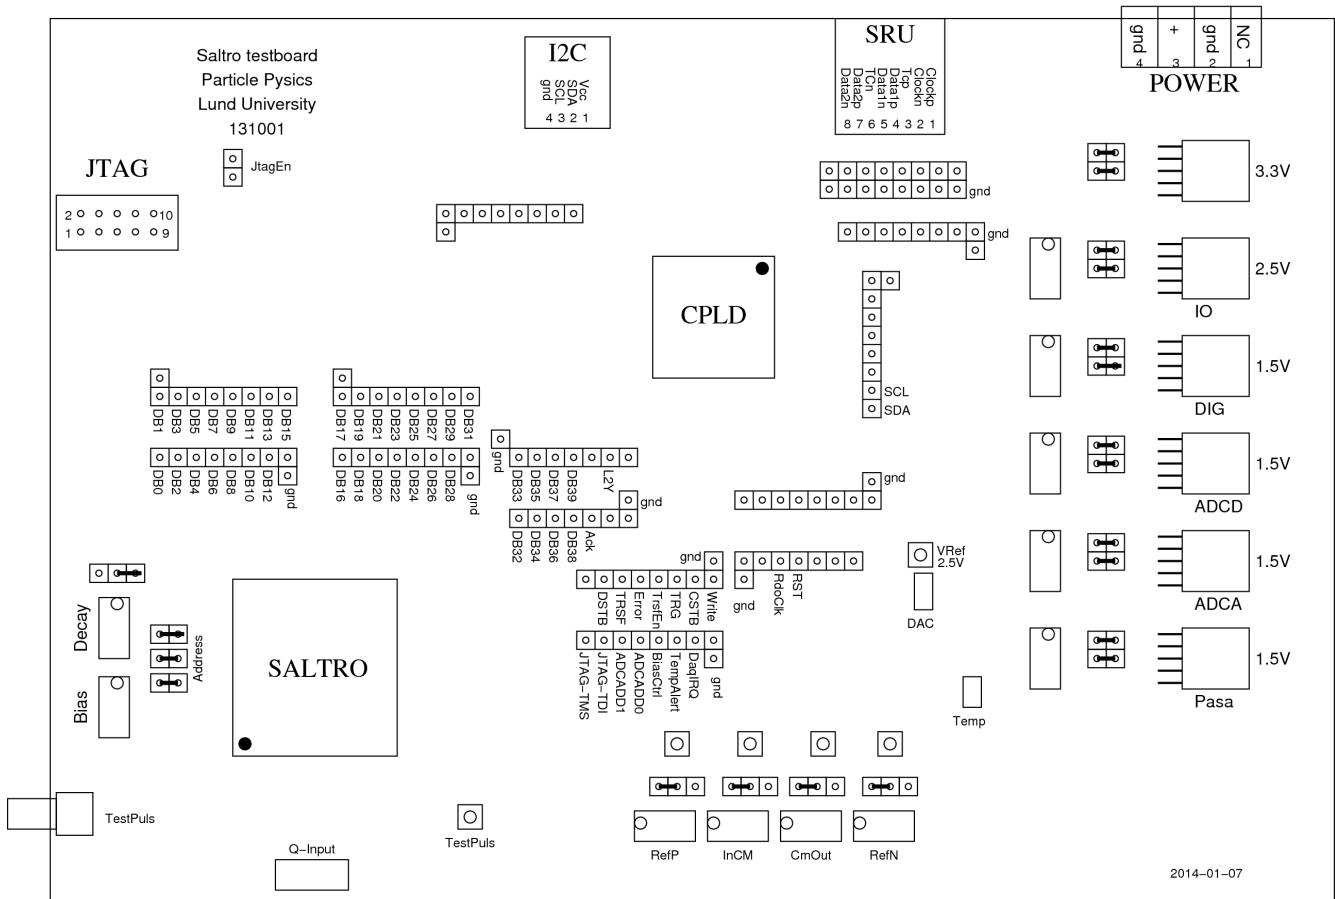 Saltro testboard
Particle Pysics
Lund University
131001
I2C
Vcc
SDA
SCL
gnd
4 3 2 1
SRU
Clockp
Clockn
Tcp
Data1p
Data1n
TCn
Data2p
Data2n
8 7 6 5 4 3 2 1
gnd + gnd NC
4 3 2 1
POWER
JTAG
2 10
1 9
JtagEn
gnd
gnd
3.3V
2.5V
IO
1.5V
DIG
1.5V
ADCD
1.5V
ADCA
1.5V
Pasa
CPLD
SCL
SDA
DB1 DB3 DB5 DB7 DB9 DB11 DB13 DB15
DB17 DB19 DB21 DB23 DB25 DB27 DB29 DB31
DB0 DB2 DB4 DB6 DB8 DB10 DB12 gnd
DB16 DB18 DB20 DB22 DB24 DB26 DB28 gnd
gnd
DB33 DB35 DB37 DB39 L2Y
gnd
DB32 DB34 DB36 DB38 Ack
gnd
gnd
DSTB TRSF Error TrsfEn TRG CSTB Write
gnd RdoClk RST
JTAG-TMS JTAG-TDI ADCADD1 ADCADD0 BiasCtrl TempAlert DaqIRQ gnd
VRef
2.5V
DAC
Temp
Decay
Bias
Address
SALTRO
TestPuls
Q-Input
TestPuls
RefP
InCM
CmOut
RefN
2014-01-07